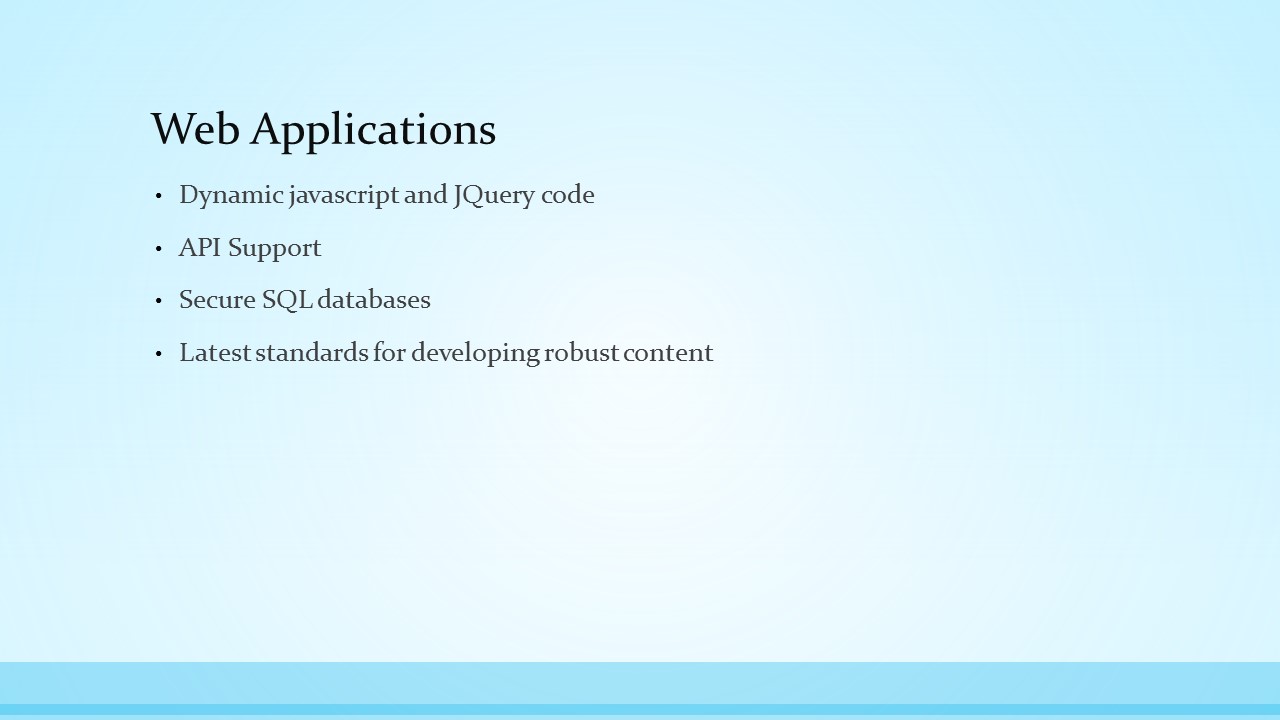 Web Applications
• Dynamic javascript and JQuery code
• API Support
• Secure SQL databases
• Latest standards for developing robust content